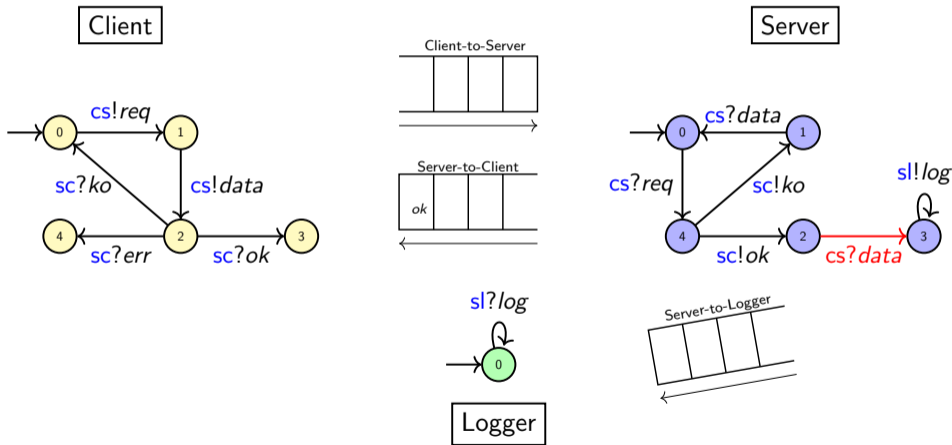 Client
Server
Client-to-Server
cs!req
0
1
sc?ko
cs!data
4
2
3
sc?err
sc?ok
Server-to-Client
ok
cs?data
0
1
cs?req
sc!ko
sl!log
4
2
3
sc!ok
cs?data
sl?log
0
Logger
Server-to-Logger